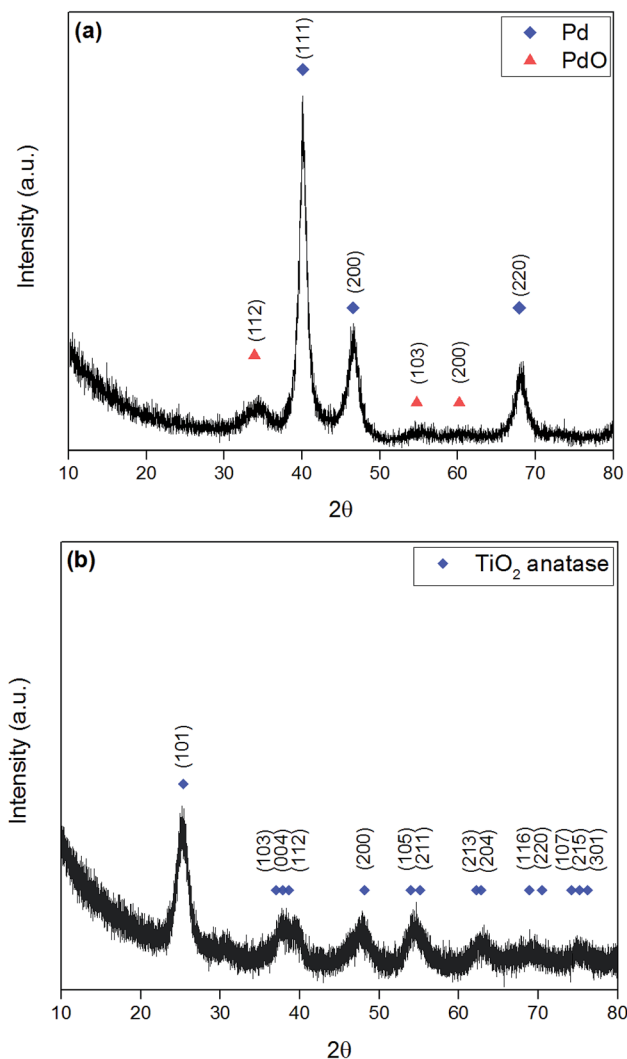 (a)
Pd
PdO
(111)
(200)
(220)
(112)
(103)
(200)
Intensity (a.u.)
10 20 30 40 50 60 70 80
2θ
(b)
TiO₂ anatase
(101)
(103)
(004)
(112)
(200)
(105)
(211)
(213)
(204)
(116)
(220)
(107)
(215)
(301)
Intensity (a.u.)
10 20 30 40 50 60 70 80
2θ